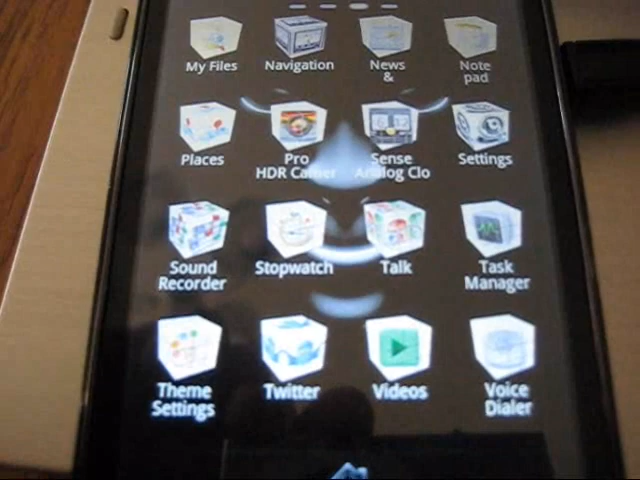 My Files
Navigation
News
&
Note
pad
Places
Pro
HDR Camer
Sense
Analog Clo
Settings
Sound
Recorder
Stopwatch
Talk
Task
Manager
Theme
Settings
Twitter
Videos
Voice
Dialer